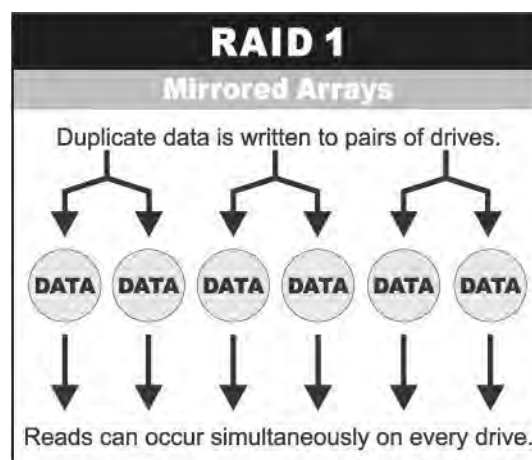 RAID 1
Mirrored Arrays
Duplicate data is written to pairs of drives.
DATA DATA DATA DATA DATA DATA
Reads can occur simultaneously on every drive.